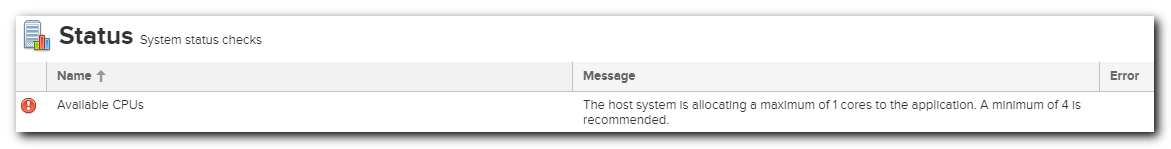 Status System status checks
Name Message Error
Available CPUs The host system is allocating a maximum of 1 cores to the application. A minimum of 4 is
recommended.